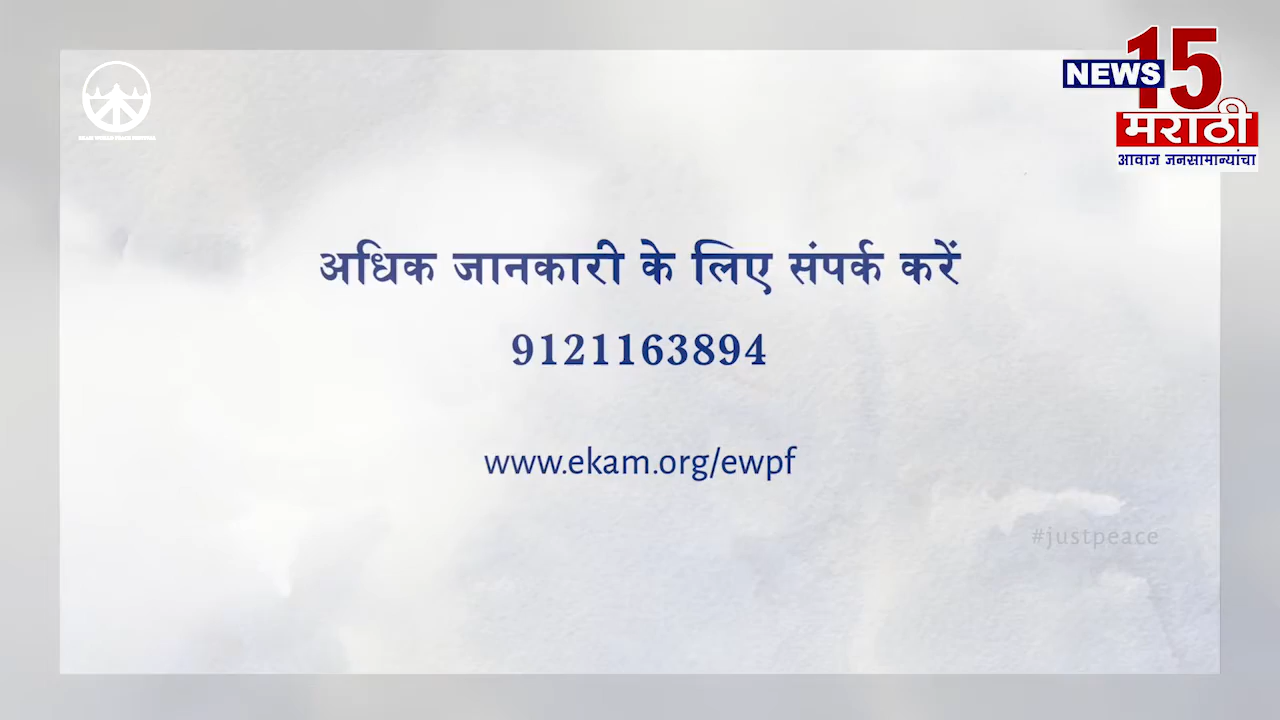 NEWS 15
मराठी
आवाज जनसामान्यांचा
अधिक जानकारी के लिए संपर्क करें
9121163894
www.ekam.org/ewpf
#justpeace